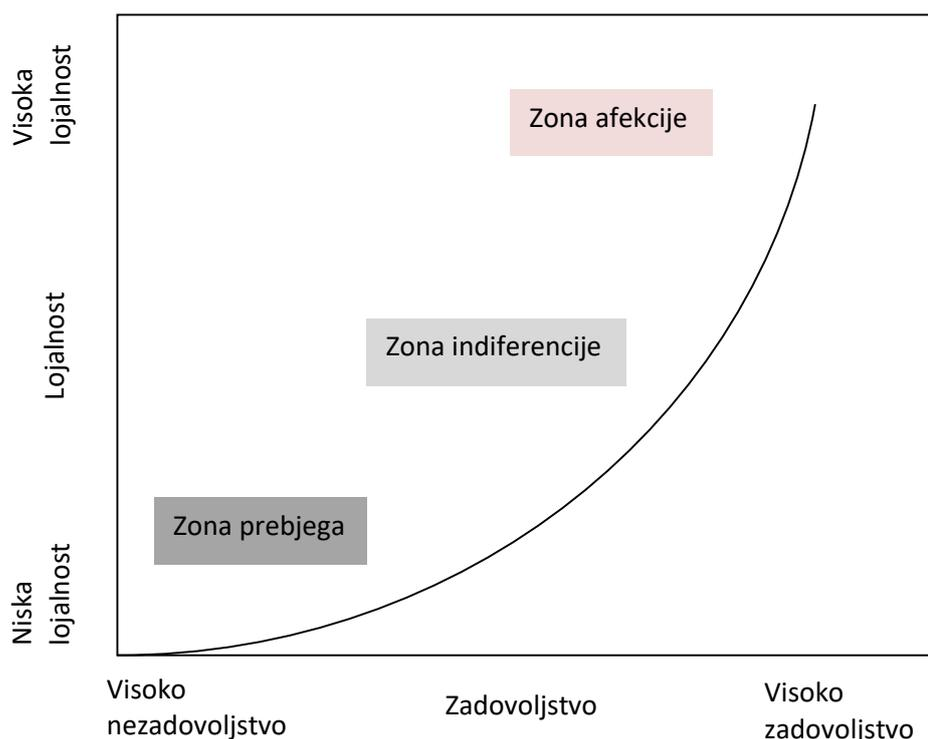 Visoka
lojalnost
Zona afekcije
Lojalnost
Zona indiferencije
Zona prebjega
Niska
lojalnost
Visoko
nezadovoljstvo
Zadovoljstvo
Visoko
zadovoljstvo